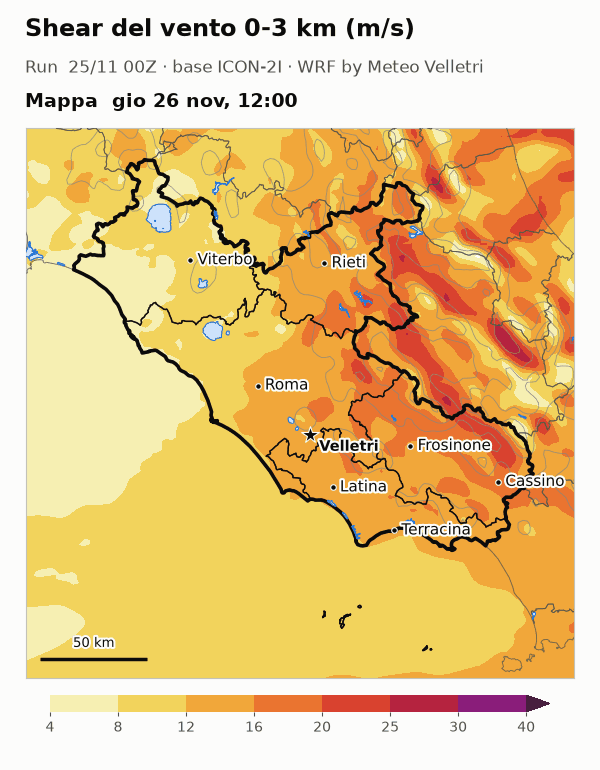 Shear del vento 0-3 km (m/s)
Run  25/11 00Z · base ICON-2I · WRF by Meteo Velletri
Mappa  gio 26 nov, 12:00
Viterbo
Rieti
Roma
Velletri
Frosinone
Cassino
Latina
Terracina
50 km
4 8 12 16 20 25 30 40